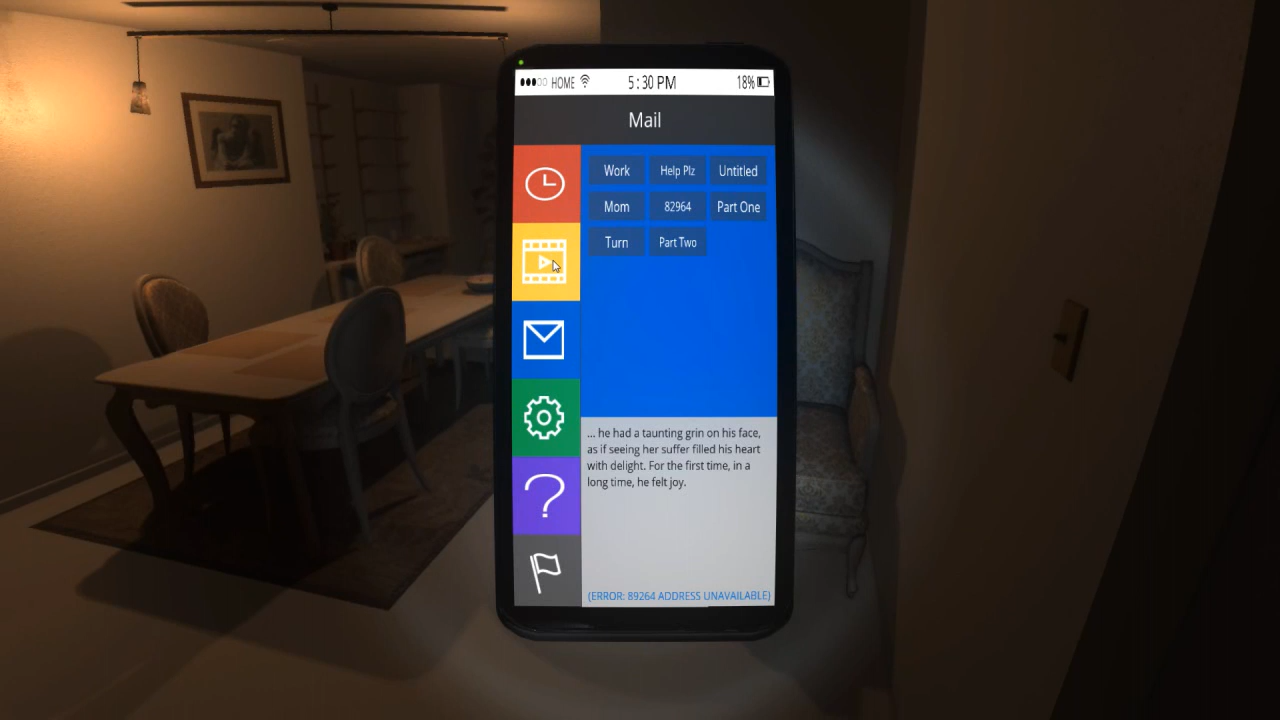 HOME 5:30 PM 18%
Mail
Work Help Plz Untitled
Mom 82964 Part One
Turn Part Two
... he had a taunting grin on his face,
as if seeing her suffer filled his heart
with delight. For the first time, in a
long time, he felt joy.
(ERROR: 89264 ADDRESS UNAVAILABLE)